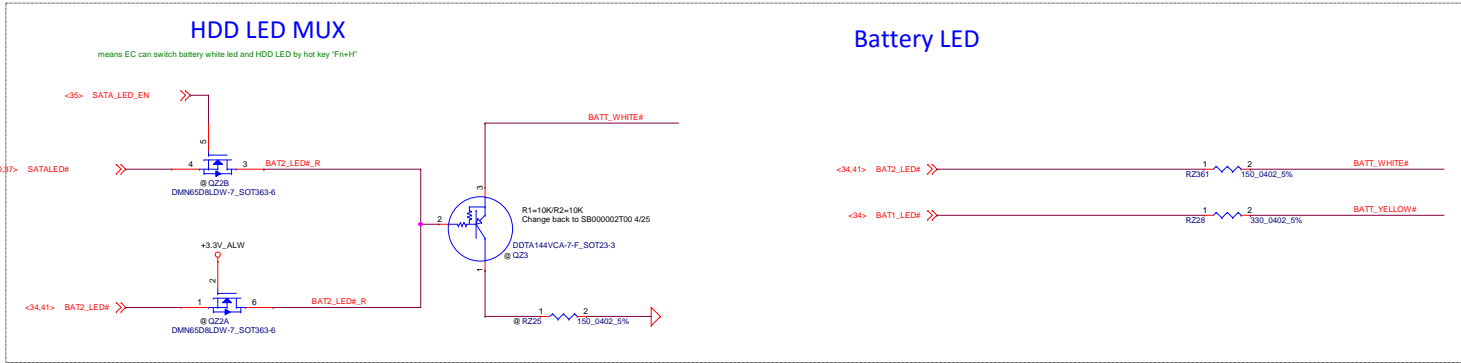 HDD LED MUX
means EC can switch battery white led and HDD LED by hot key "Fn+H"
<35> SATA_LED_EN
5
37> SATALED#
4
3
BAT2_LED#_R
@ QZ2B
DMN65D8LDW-7_SOT363-6
+3.3V_ALW
2
<34,41> BAT2_LED#
1
6
BAT2_LED#_R
@ QZ2A
DMN65D8LDW-7_SOT363-6
BATT_WHITE#
3
2
R1=10K/R2=10K
Change back to SB000002T00 4/25
DDTA144VCA-7-F_SOT23-3
@ QZ3
1
1
2
@ RZ25
150_0402_5%
Battery LED
<34,41> BAT2_LED#
1
2
BATT_WHITE#
RZ361
150_0402_5%
<34> BAT1_LED#
1
2
BATT_YELLOW#
RZ28
330_0402_5%